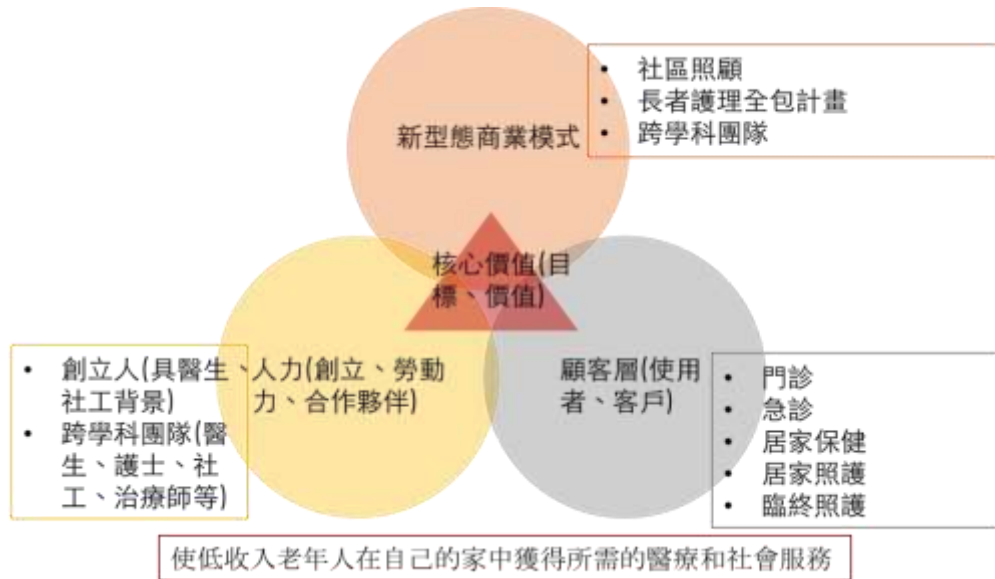 • 社區照顧
• 長者護理全包計畫
• 跨學科團隊
新型態商業模式
核心價值(目
標、價值)
• 創立人(具醫生、
社工背景)
• 跨學科團隊(醫
生、護士、社
工、治療師等)
人力(創立、勞動
力、合作夥伴)
顧客層(使用
者、客戶)
• 門診
• 急診
• 居家保健
• 居家照護
• 臨終照護
使低收入老年人在自己的家中獲得所需的醫療和社會服務